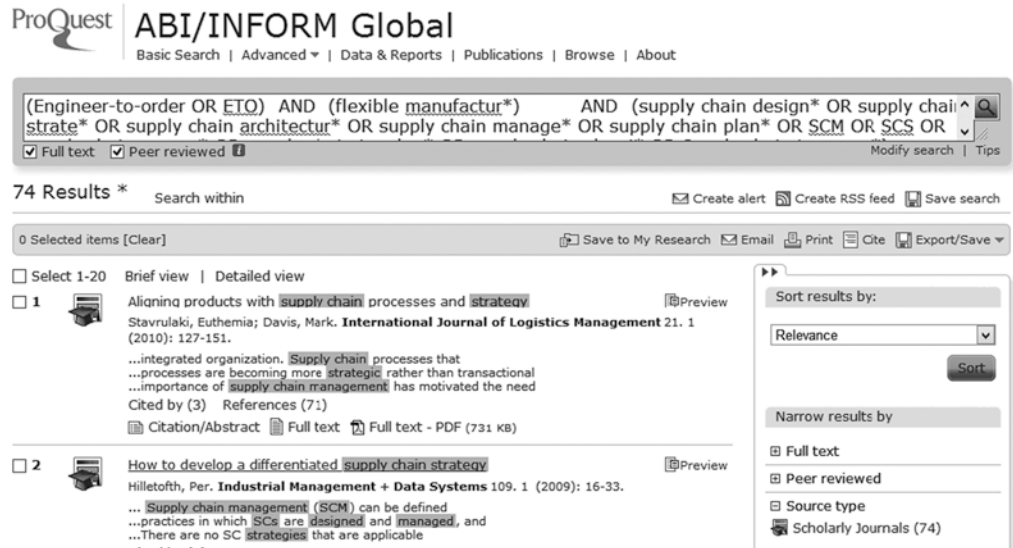 ProQuest
ABI/INFORM Global
Basic Search | Advanced | Data & Reports | Publications | Browse | About
(Engineer-to-order OR ETO) AND (flexible manufactur*) AND (supply chain design* OR supply chain
strate* OR supply chain architectur* OR supply chain manage* OR supply chain plan* OR SCM OR SCS OR
Full text Peer reviewed
Modify search | Tips
74 Results *
Search within
Create alert Create RSS feed Save search
0 Selected items [Clear]
Save to My Research Email Print Cite Export/Save
Select 1-20 Brief view | Detailed view
1
Aligning products with supply chain processes and strategy
Preview
Stavrulaki, Euthemia; Davis, Mark. International Journal of Logistics Management 21. 1
(2010): 127-151.
...integrated organization. Supply chain processes that
...processes are becoming more strategic rather than transactional
...importance of supply chain management has motivated the need
Cited by (3) References (71)
Citation/Abstract Full text Full text - PDF (731 KB)
2
How to develop a differentiated supply chain strategy
Preview
Hilletofth, Per. Industrial Management + Data Systems 109. 1 (2009): 16-33.
... Supply chain management (SCM) can be defined
...practices in which SCs are designed and managed, and
...There are no SC strategies that are applicable
Sort results by:
Relevance
Sort
Narrow results by
Full text
Peer reviewed
Source type
Scholarly Journals (74)